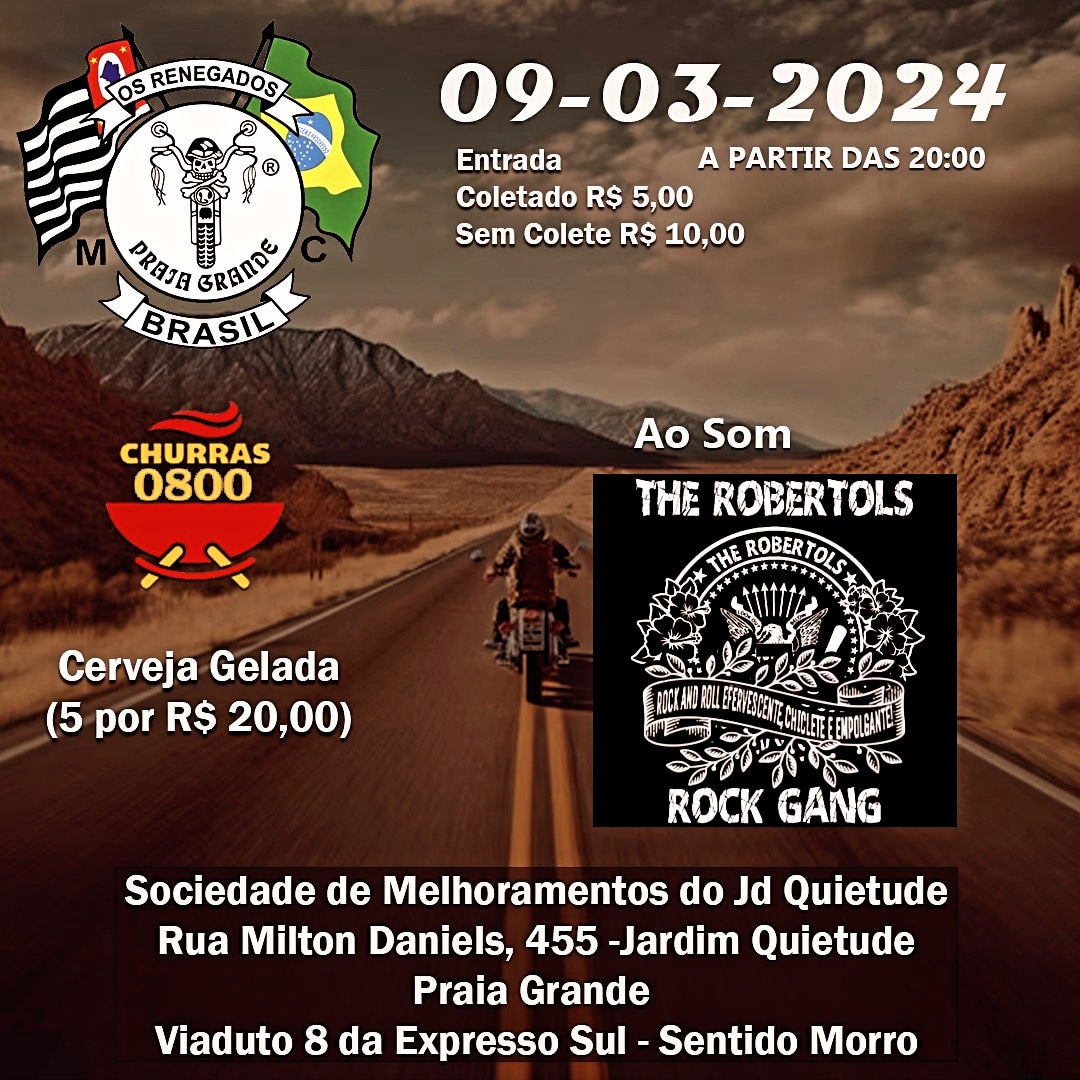 OS RENEGADOS
®
M C
PRAIA GRANDE
BRASIL
09-03-2024
Entrada
A PARTIR DAS 20:00
Coletado R$ 5,00
Sem Colete R$ 10,00
CHURRAS
0800
Cerveja Gelada
(5 por R$ 20,00)
Ao Som
THE ROBERTOLS
THE ROBERTOLS
ROCK AND ROLL EFERVESCENTE, CHICLETE E EMPOLGANTE!
ROCK GANG
Sociedade de Melhoramentos do Jd Quietude
Rua Milton Daniels, 455 -Jardim Quietude
Praia Grande
Viaduto 8 da Expresso Sul - Sentido Morro